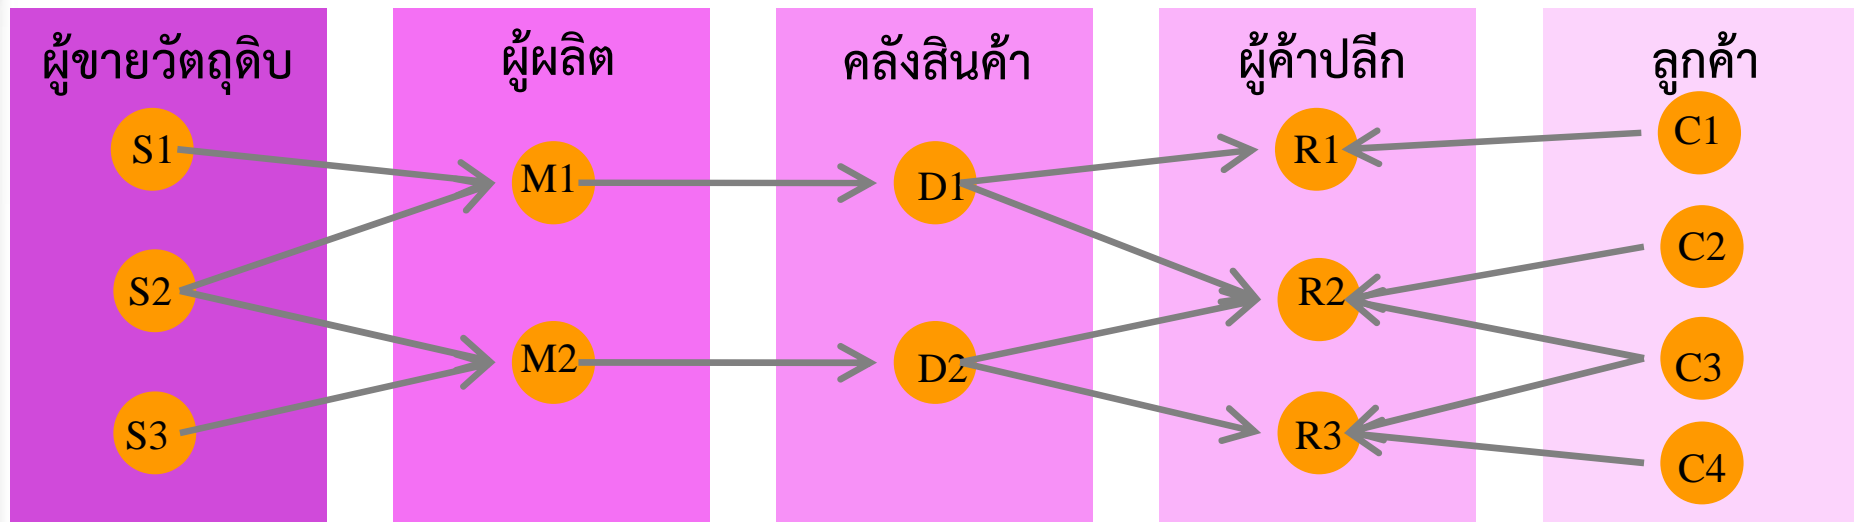 ผู้ขายวัตถุดิบ
S1
S2
S3
ผู้ผลิต
M1
M2
คลังสินค้า
D1
D2
ผู้ค้าปลีก
R1
R2
R3
ลูกค้า
C1
C2
C3
C4